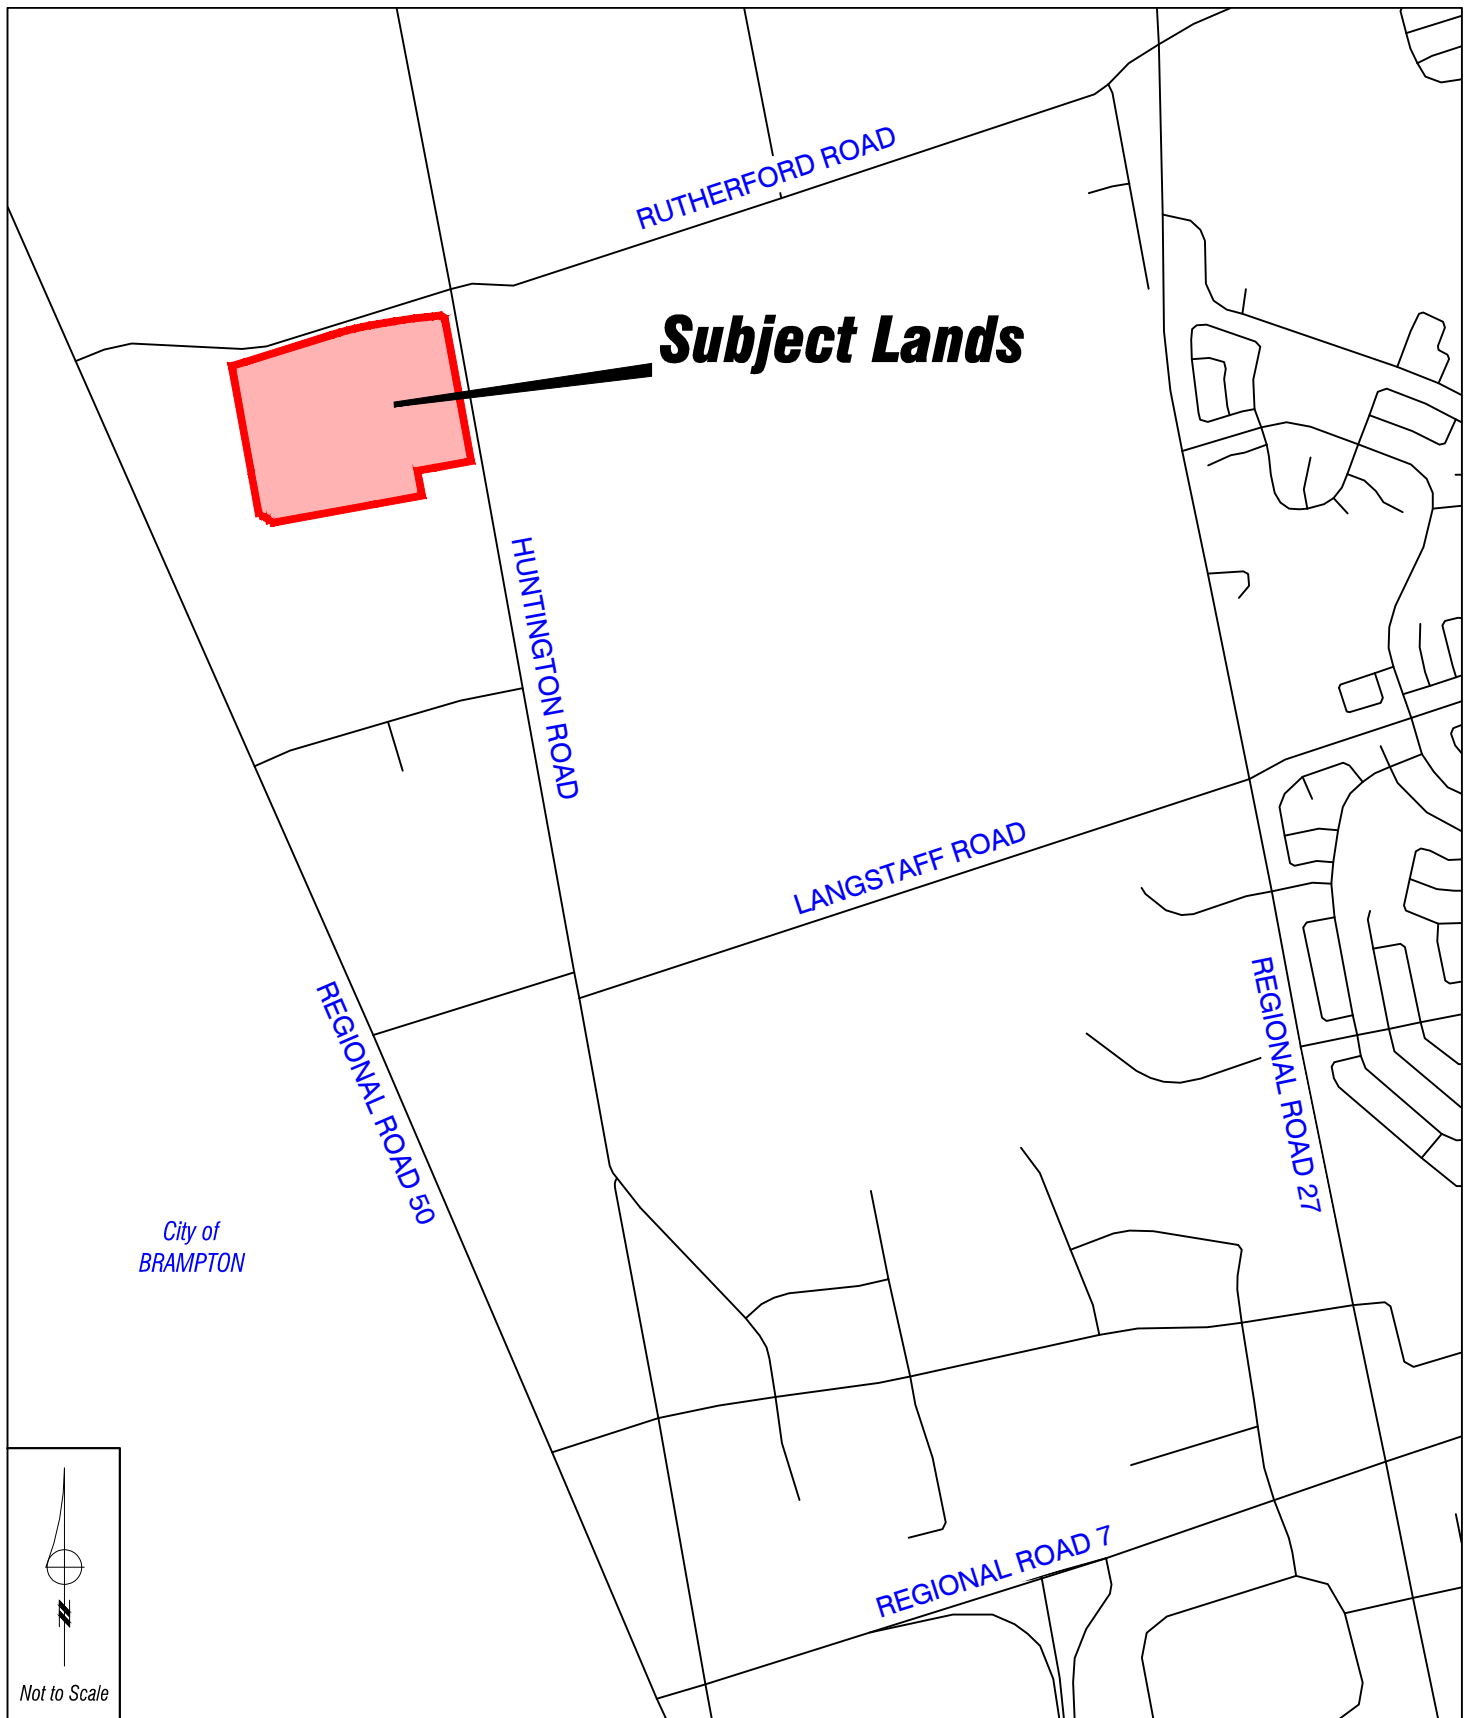 RUTHERFORD ROAD
Subject Lands
HUNTINGTON ROAD
LANGSTAFF ROAD
REGIONAL ROAD 50
REGIONAL ROAD 27
City of
BRAMPTON
REGIONAL ROAD 7
N
Not to Scale